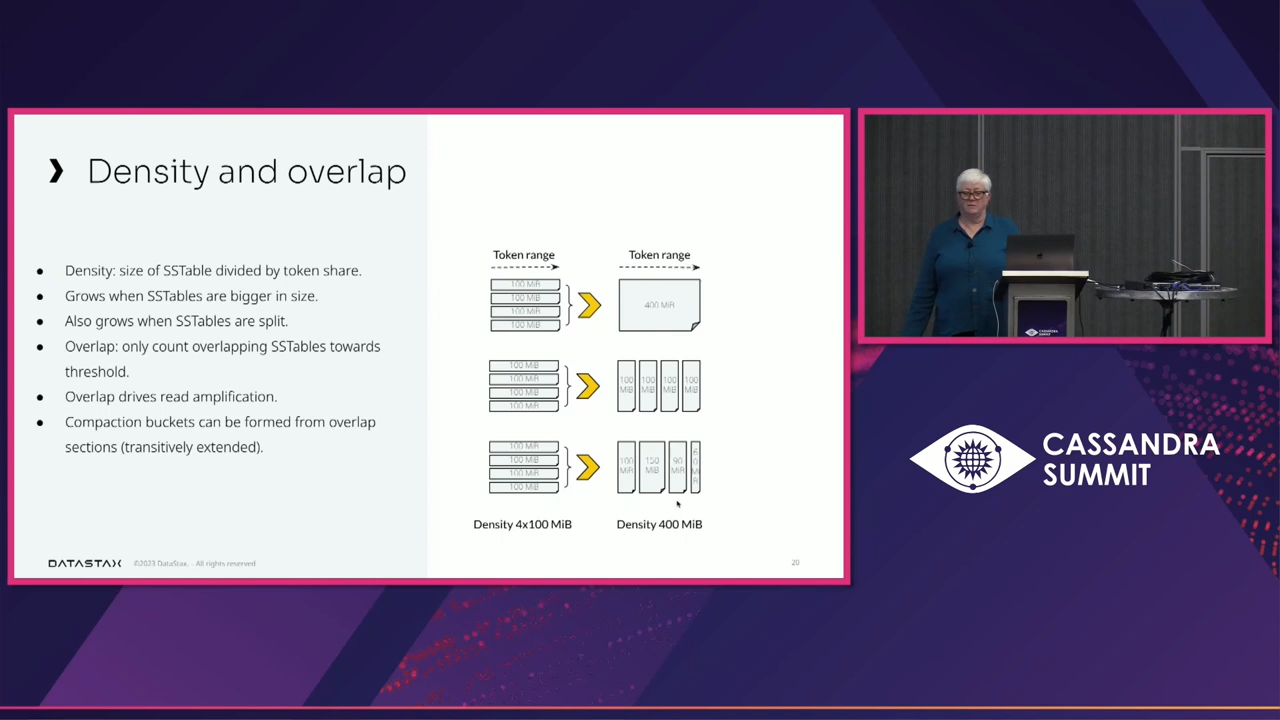 Density and overlap
● Density: size of SSTable divided by token share.
● Grows when SSTables are bigger in size.
● Also grows when SSTables are split.
● Overlap: only count overlapping SSTables towards
threshold.
● Overlap drives read amplification.
● Compaction buckets can be formed from overlap
sections (transitively extended).
Token range
Token range
100 MiB
100 MiB
100 MiB
100 MiB
400 MiB
100 MiB
100 MiB
100 MiB
100 MiB
100 MiB
100 MiB
100 MiB
100 MiB
100 MiB
100 MiB
100 MiB
100 MiB
100 MiB
150 MiB
90 MiB
60 MiB
Density 4x100 MiB
Density 400 MiB
DATASTAX
©2023 DataStax. – All rights reserved
20
CASSANDRA
SUMMIT
CASSANDRA
SUMMIT